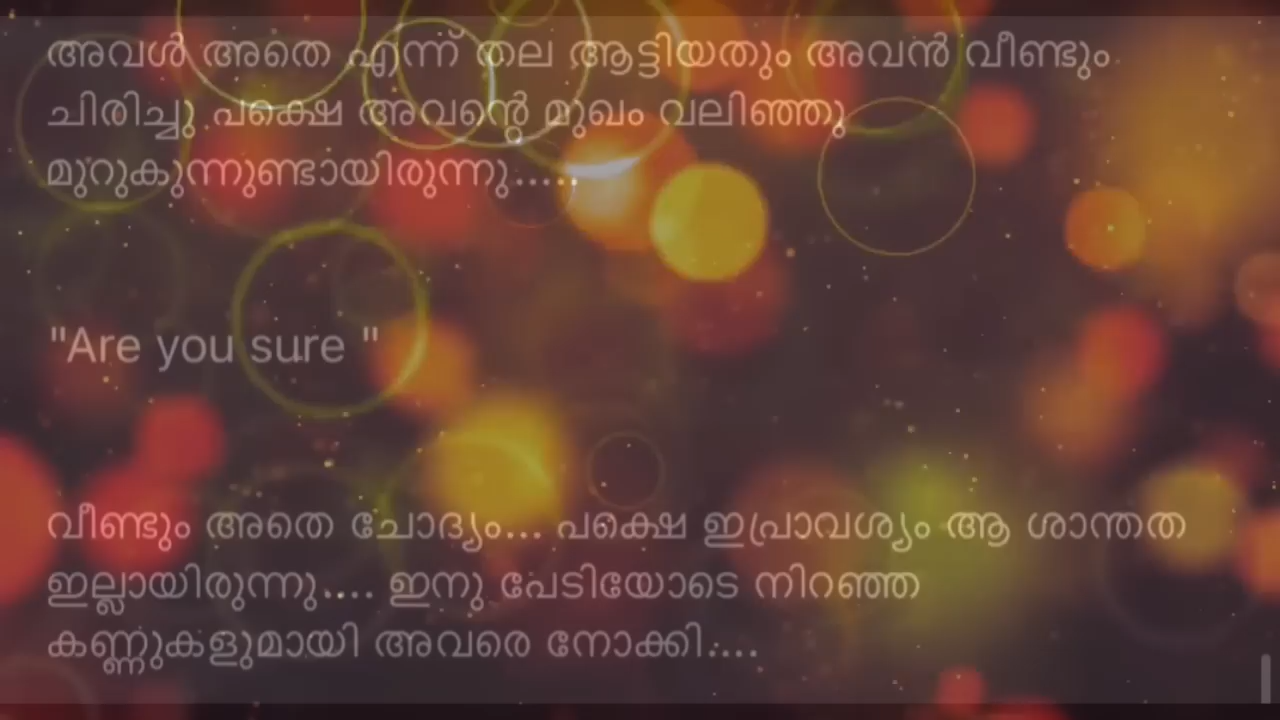 അവൾ അതെ എന്ന് തല ആട്ടിയതും അവൻ വീണ്ടും
ചിരിച്ചു പക്ഷെ അവന്റെ മുഖം വലിഞ്ഞു
മുറുകുന്നുണ്ടായിരുന്നു.....
"Are you sure "
വീണ്ടും അതെ ചോദ്യം... പക്ഷെ ഇപ്രാവശ്യം ആ ശാന്തത
ഇല്ലായിരുന്നു.... ഇനു പേടിയോടെ നിറഞ്ഞ
കണ്ണുകളുമായി അവരെ നോക്കി....